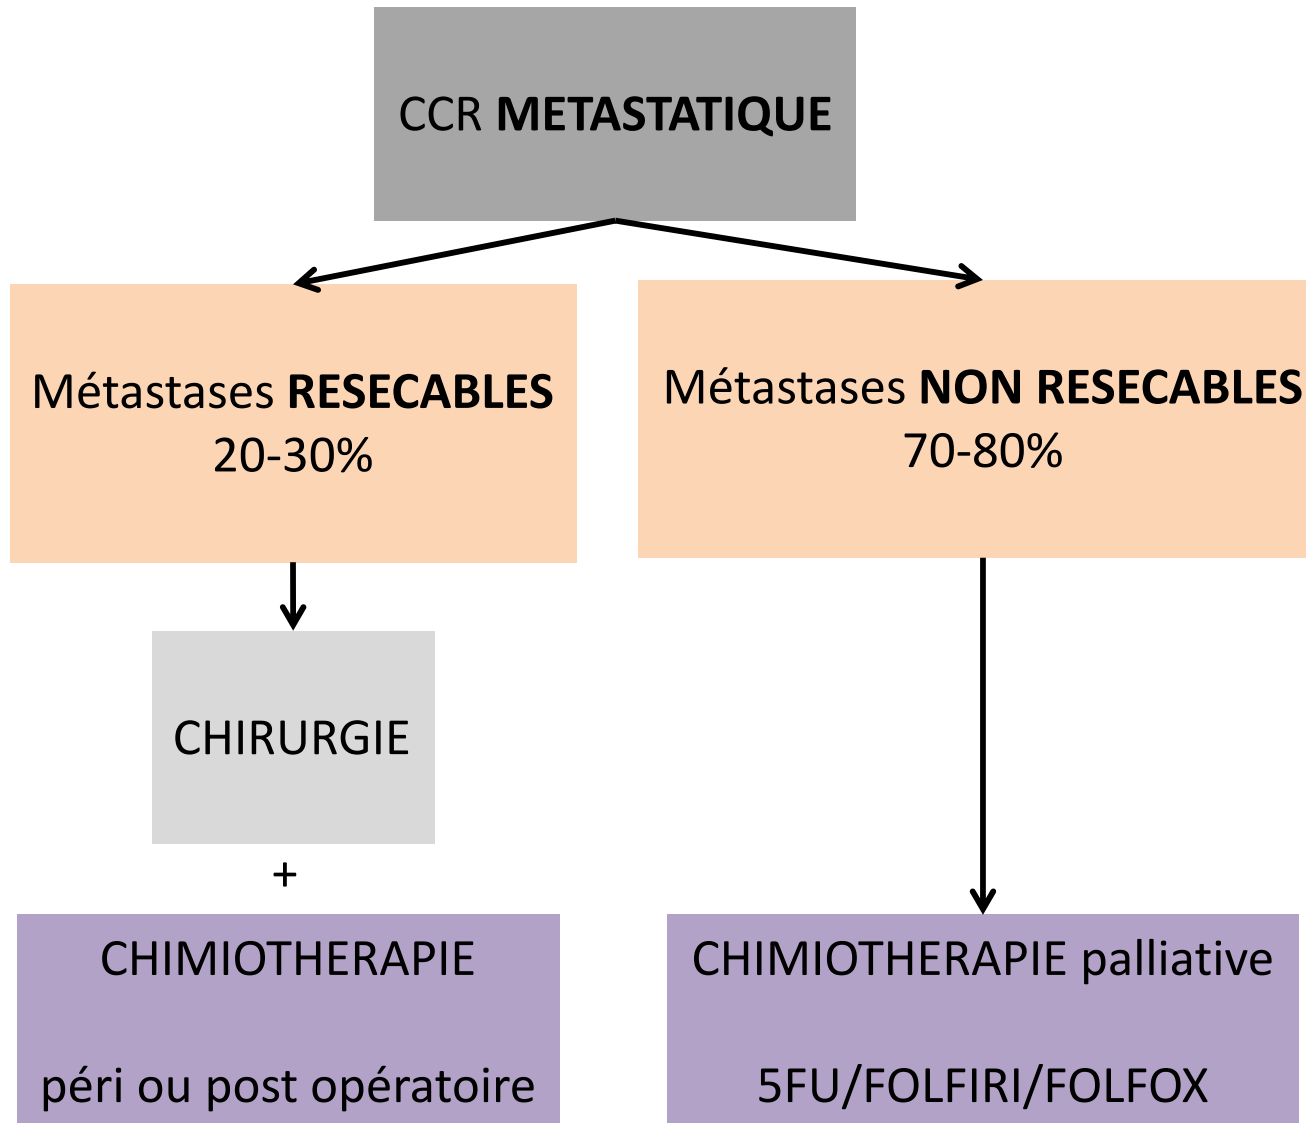 CCR METASTATIQUE
Métastases RESECABLES
20-30%
Métastases NON RESECABLES
70-80%
CHIRURGIE
+
CHIMIOTHERAPIE
péri ou post opératoire
CHIMIOTHERAPIE palliative
5FU/FOLFIRI/FOLFOX